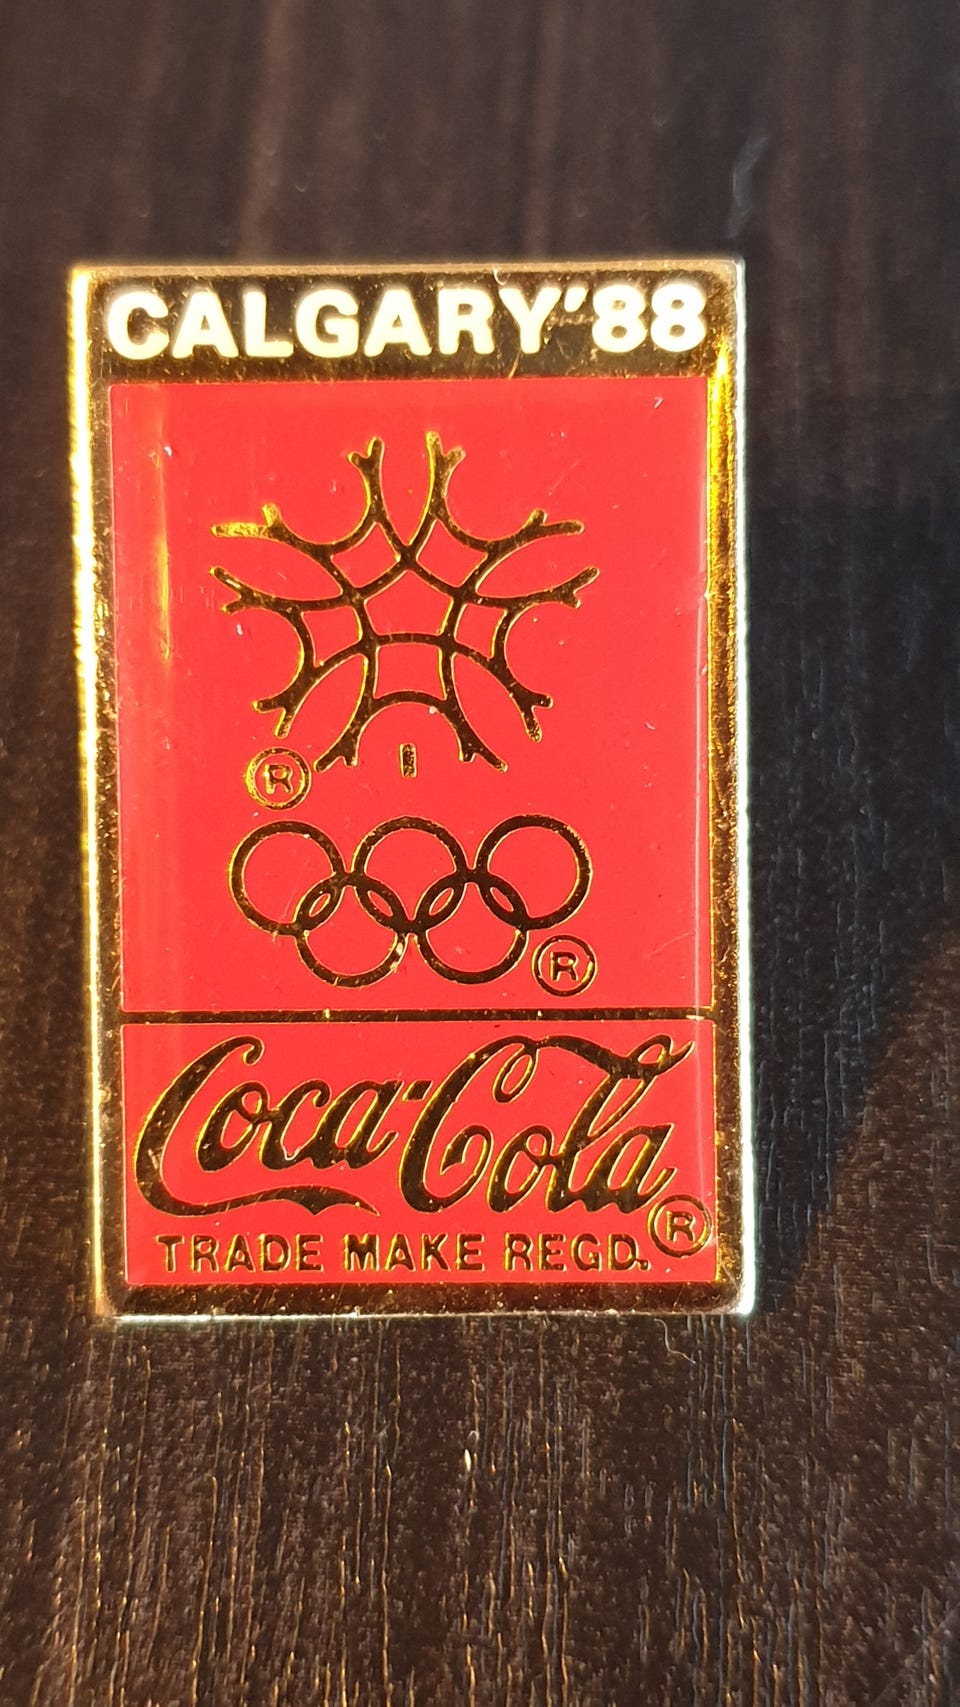 CALGARY'88
®
®
Coca-Cola®
TRADE MAKE REGD.